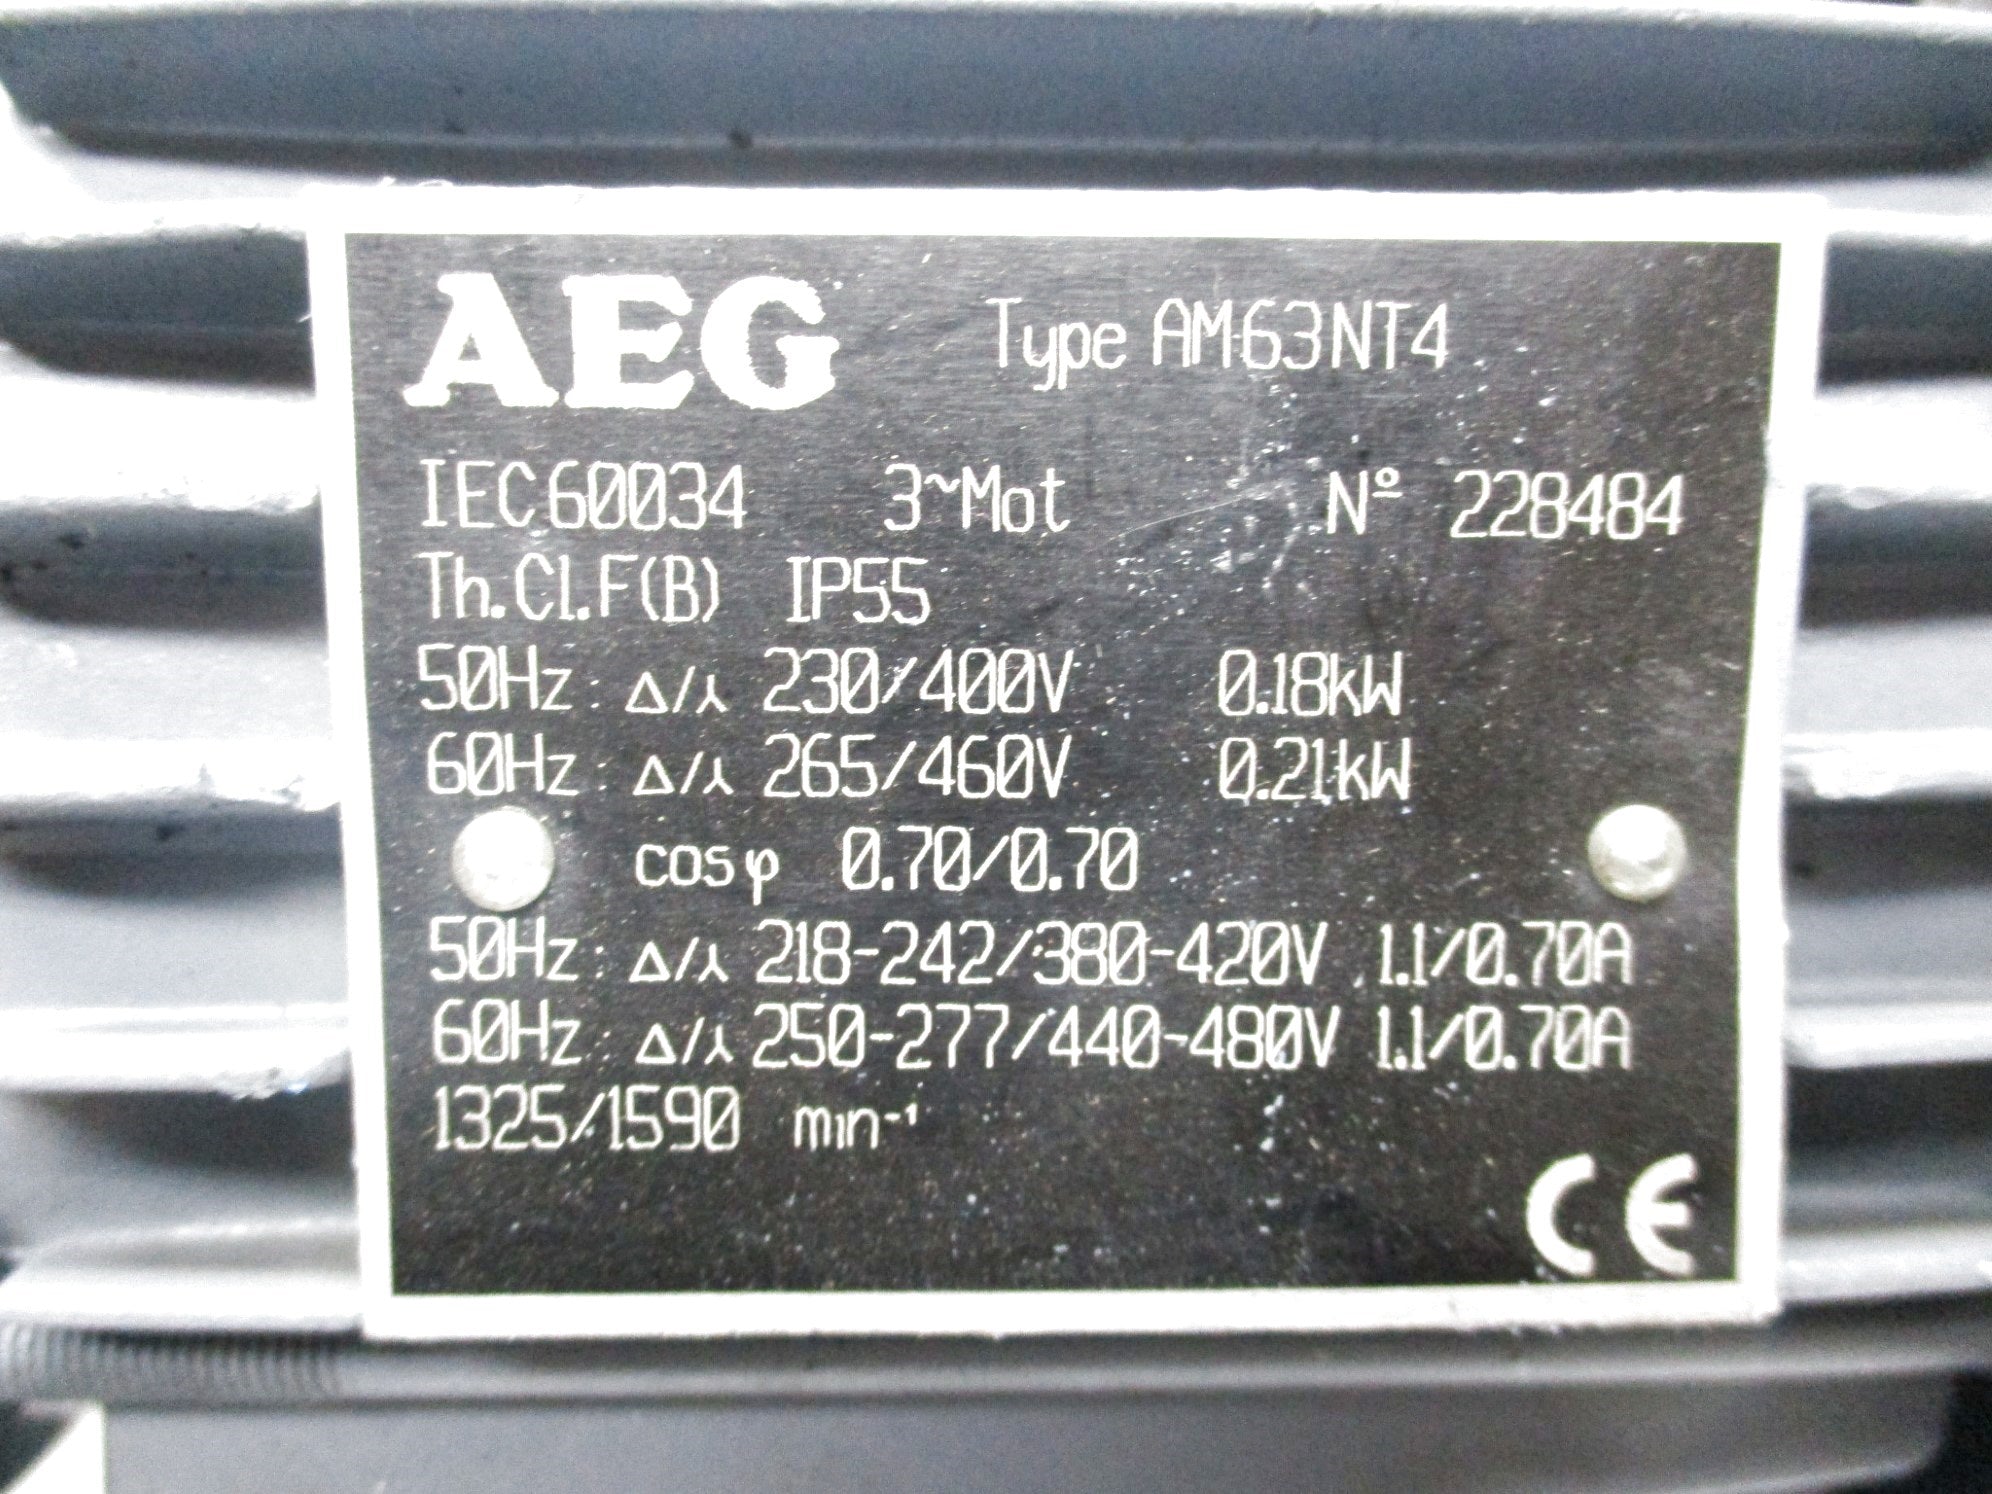 AEG Type AM63NT4
IEC60034 3~Mot Nº 228484
Th.Cl.F(B) IP55
50Hz: Δ/⅄ 230/400V 0.18kW
60Hz: Δ/⅄ 265/460V 0.21kW
cosφ 0.70/0.70
50Hz: Δ/⅄ 218-242/380-420V 1.1/0.70A
60Hz: Δ/⅄ 250-277/440-480V 1.1/0.70A
1325/1590 min⁻¹
CE